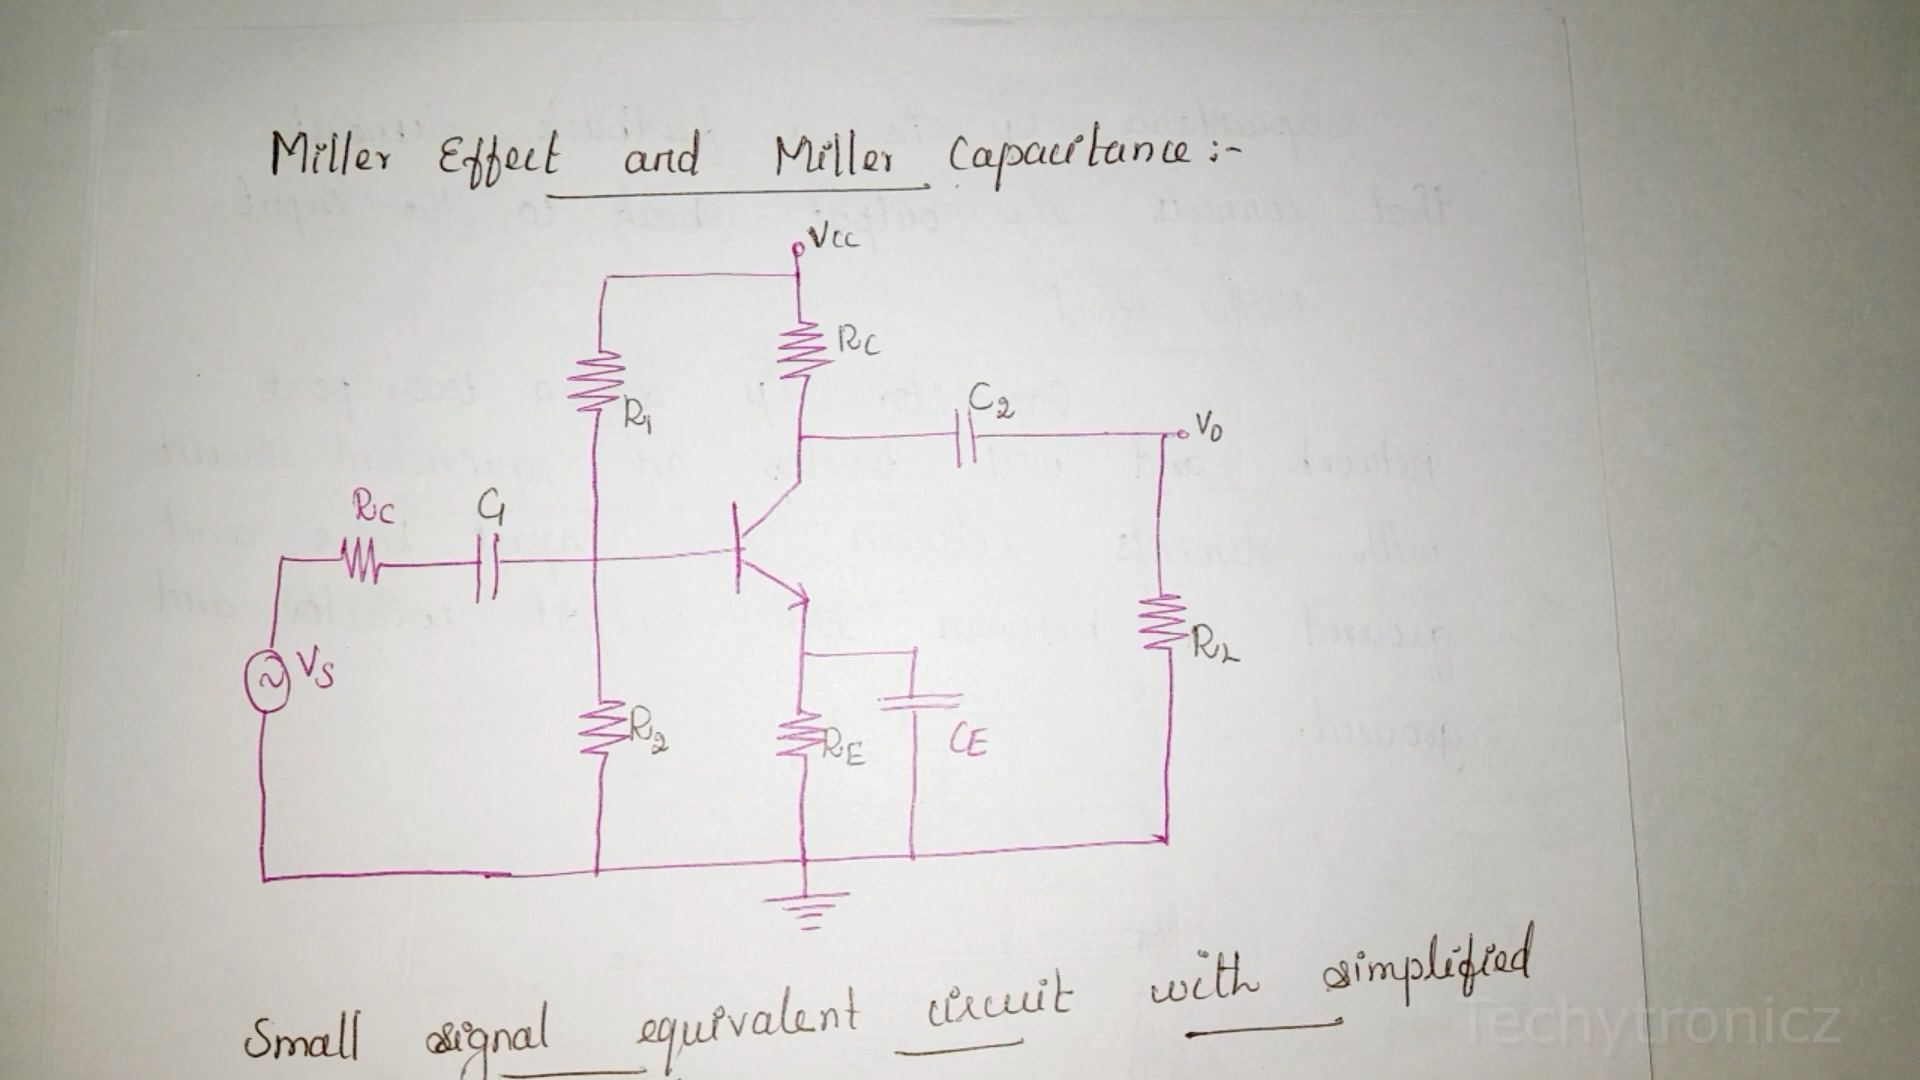 Miller Effect and Miller Capacitance :-
Vcc
Rc
R1
C2
Vo
Rc
C1
Vs
R2
RE
CE
RL
Small signal equivalent circuit with simplified
Techytronicz